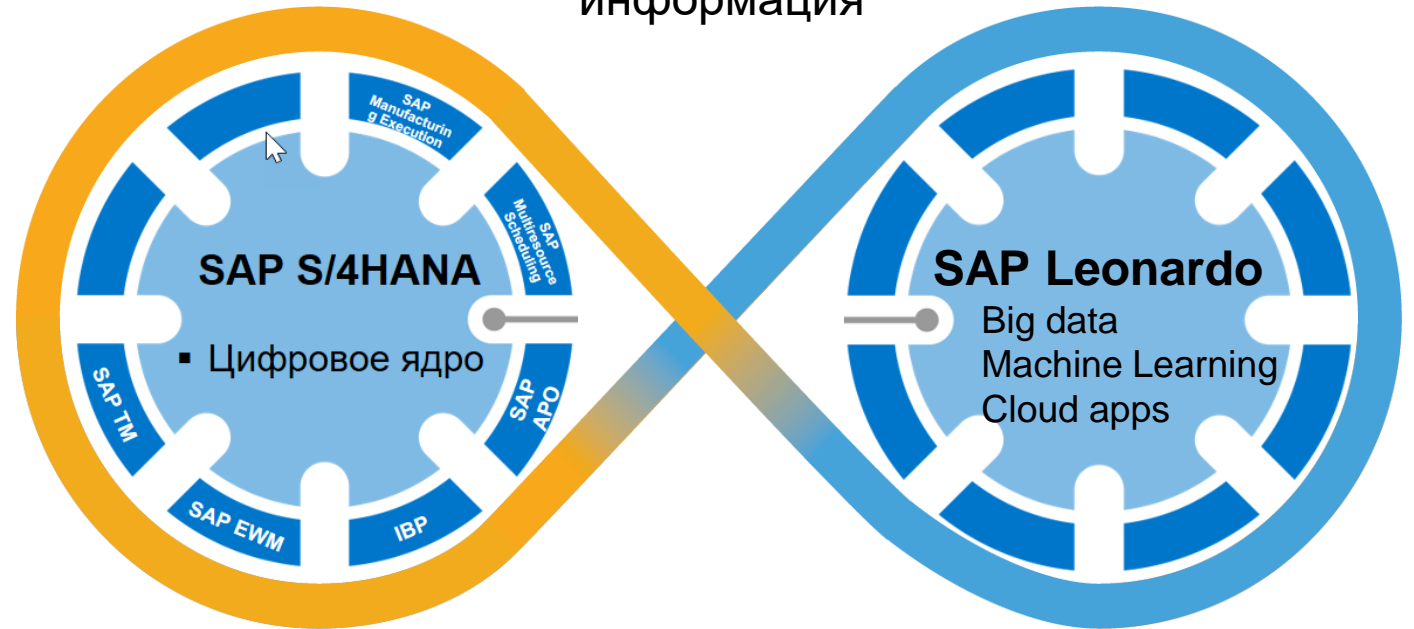 информация
SAP
Manufacturin
g Execution
SAP
Multiresource
Scheduling
SAP S/4HANA
▪ Цифровое ядро
SAP TM
SAP
APO
SAP EWM
IBP
SAP Leonardo
Big data
Machine Learning
Cloud apps